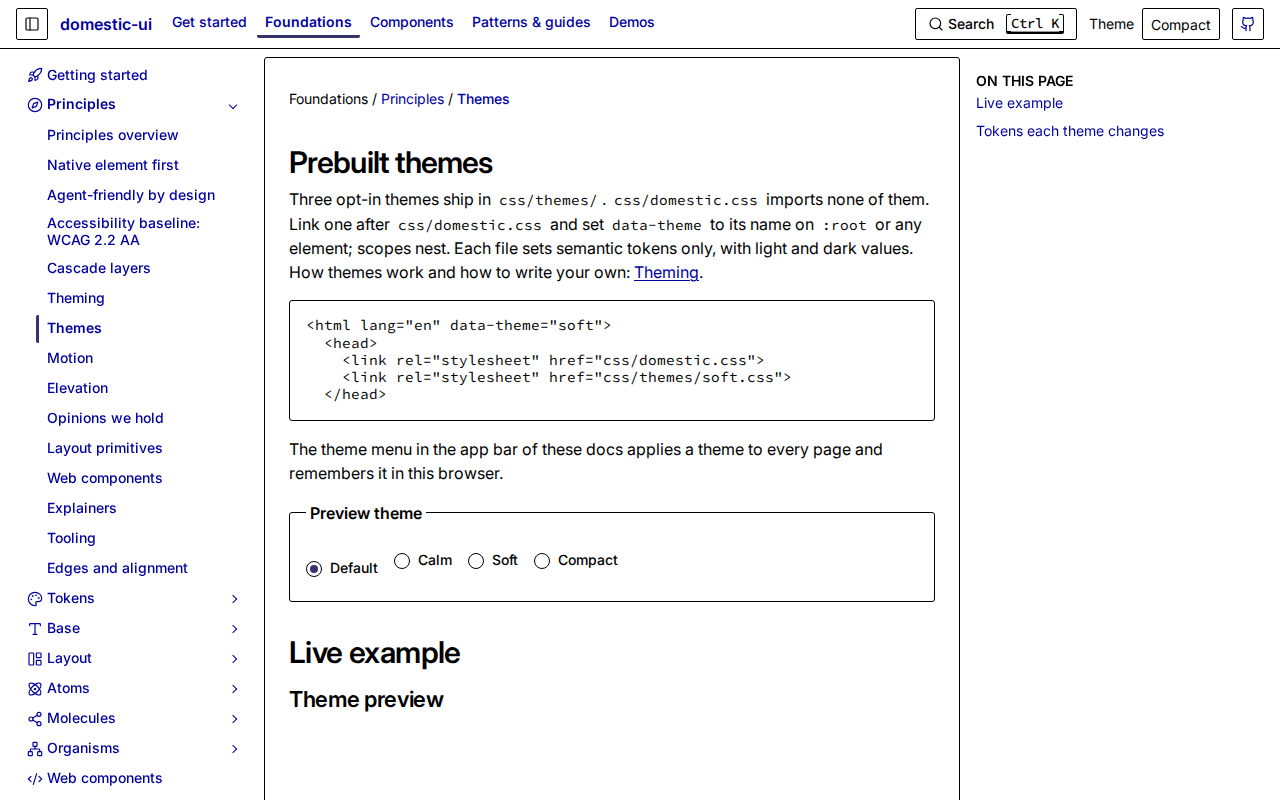 domestic-ui
Get started
Foundations
Components
Patterns & guides
Demos
Search Ctrl K
Theme
Compact
Getting started
Principles
Principles overview
Native element first
Agent-friendly by design
Accessibility baseline:
WCAG 2.2 AA
Cascade layers
Theming
Themes
Motion
Elevation
Opinions we hold
Layout primitives
Web components
Explainers
Tooling
Edges and alignment
Tokens
Base
Layout
Atoms
Molecules
Organisms
Web components
Foundations / Principles / Themes
Prebuilt themes
Three opt-in themes ship in css/themes/. css/domestic.css imports none of them.
Link one after css/domestic.css and set data-theme to its name on :root or any
element; scopes nest. Each file sets semantic tokens only, with light and dark values.
How themes work and how to write your own: Theming.
<html lang="en" data-theme="soft">
  <head>
    <link rel="stylesheet" href="css/domestic.css">
    <link rel="stylesheet" href="css/themes/soft.css">
  </head>
The theme menu in the app bar of these docs applies a theme to every page and
remembers it in this browser.
Preview theme
Default Calm Soft Compact
Live example
Theme preview
ON THIS PAGE
Live example
Tokens each theme changes